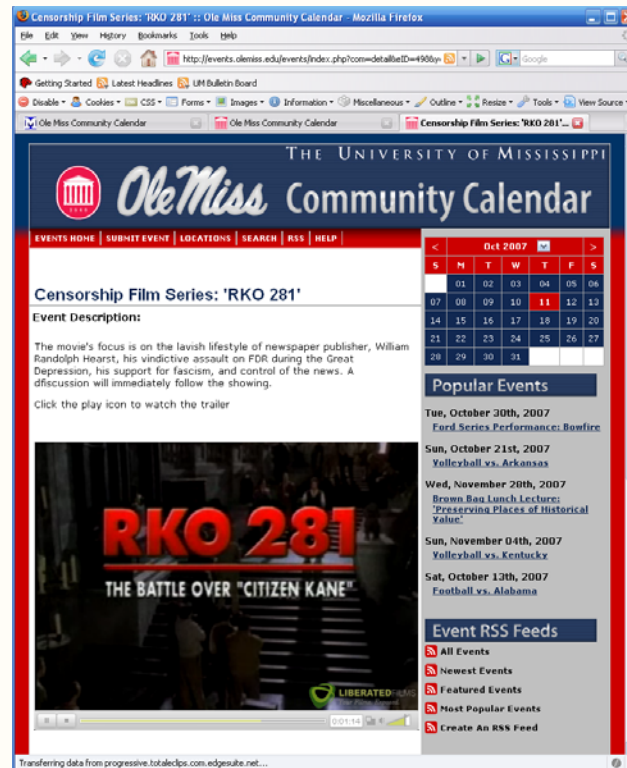 Censorship Film Series: 'RKO 281' :: Ole Miss Community Calendar - Mozilla Firefox
File Edit View History Bookmarks Tools Help
http://events.olemiss.edu/events/index.php?com=detail&eID=4986 Google
Getting Started Latest Headlines UM Bulletin Board
Disable Cookies CSS Forms Images Information Miscellaneous Outline Resize Tools View Source
Ole Miss Community Calendar Ole Miss Community Calendar Censorship Film Series: 'RKO 281'...
THE UNIVERSITY OF MISSISSIPPI
Ole Miss Community Calendar
EVENTS HOME | SUBMIT EVENT | LOCATIONS | SEARCH | RSS | HELP |
Censorship Film Series: 'RKO 281'
Event Description:
The movie's focus is on the lavish lifestyle of newspaper publisher, William
Randolph Hearst, his vindictive assault on FDR during the Great
Depression, his support for fascism, and control of the news. A
dfiscussion will immediately follow the showing.
Click the play icon to watch the trailer
RKO 281
THE BATTLE OVER "CITIZEN KANE"
LIBERATED FILMS
0:01:14
< Oct 2007 >
S M T W T F S
01 02 03 04 05 06
07 08 09 10 11 12 13
14 15 16 17 18 19 20
21 22 23 24 25 26 27
28 29 30 31
Popular Events
Tue, October 30th, 2007
Ford Series Performance: Bowfire
Sun, October 21st, 2007
Volleyball vs. Arkansas
Wed, November 28th, 2007
Brown Bag Lunch Lecture:
'Preserving Places of Historical
Value'
Sun, November 04th, 2007
Volleyball vs. Kentucky
Sat, October 13th, 2007
Football vs. Alabama
Event RSS Feeds
All Events
Newest Events
Featured Events
Most Popular Events
Create An RSS Feed
Transferring data from progressive.totaleclips.com.edgesuite.net...